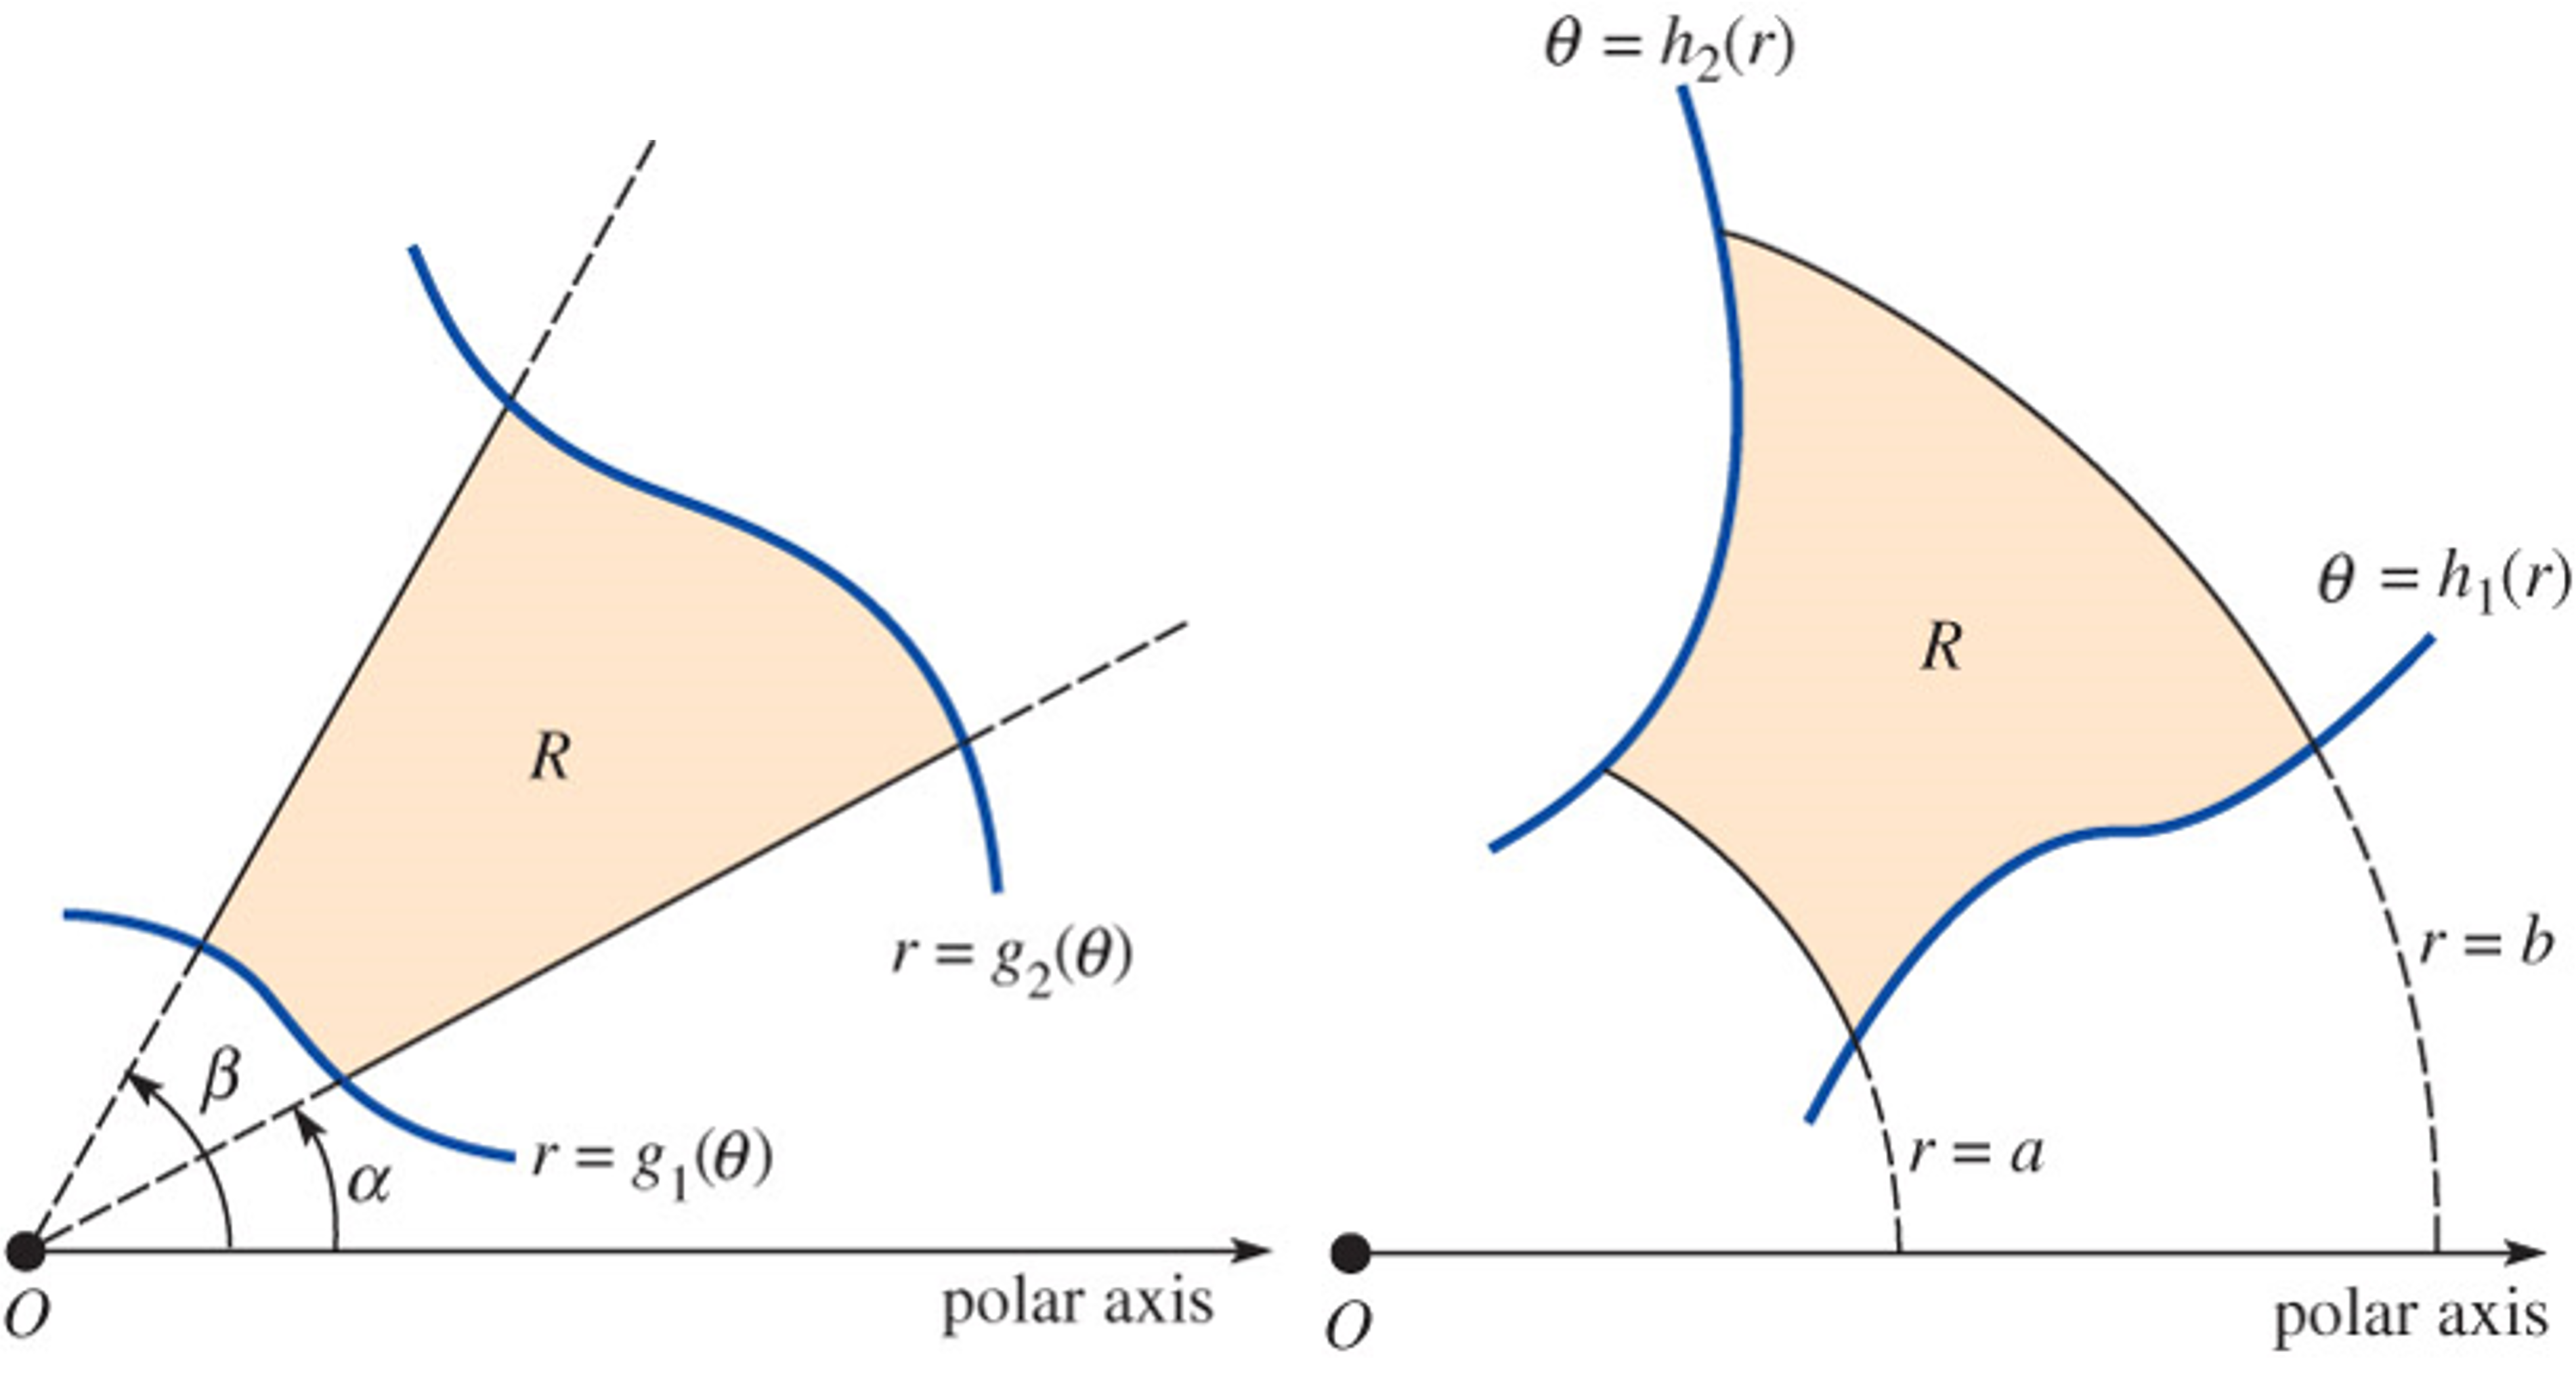 R
β
α
r = g₂(θ)
r = g₁(θ)
O
polar axis
θ = h₂(r)
θ = h₁(r)
R
r = b
r = a
O
polar axis